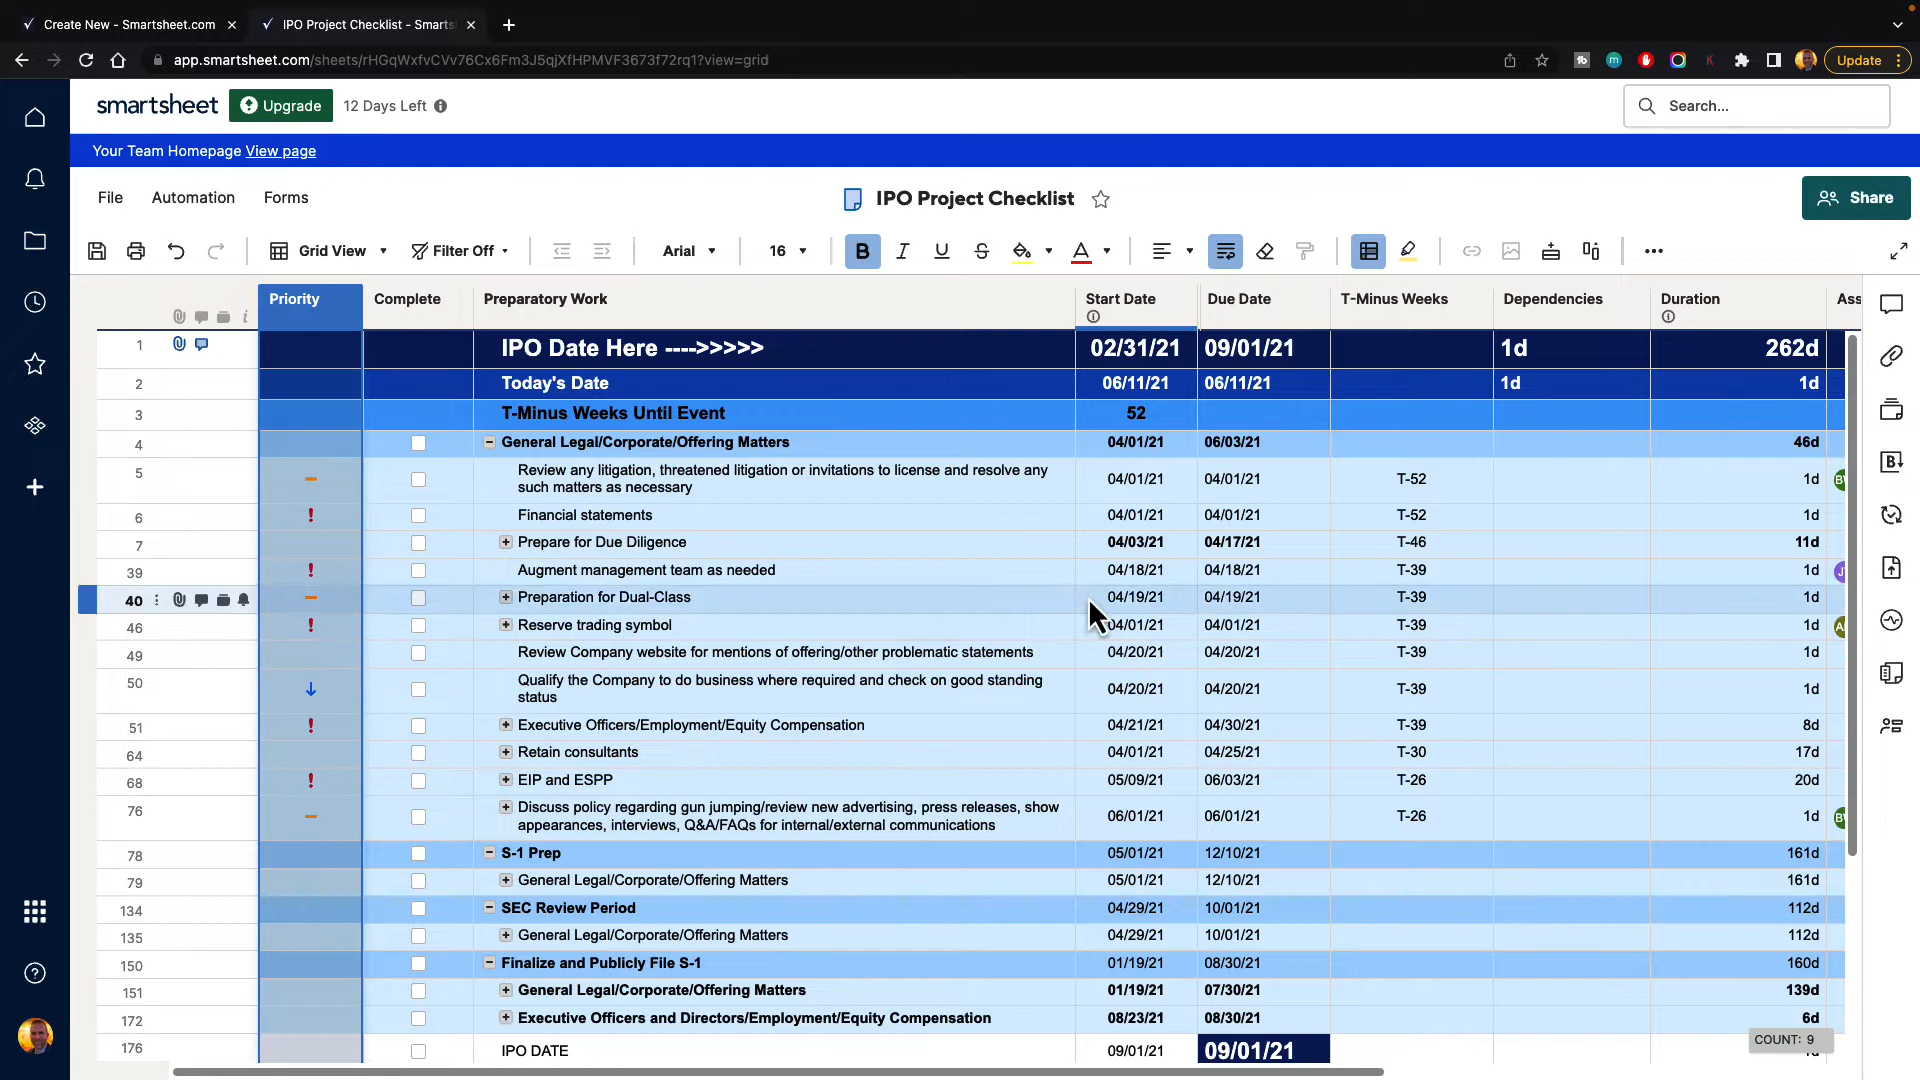 Create New - Smartsheet.com
IPO Project Checklist - Smarts
app.smartsheet.com/sheets/rHGqWxfvCVv76Cx6Fm3J5qjXfHPMVF3673f72rq1?view=grid
Update
smartsheet
Upgrade
12 Days Left
Search...
Your Team Homepage View page
File Automation Forms
IPO Project Checklist
Share
Grid View
Filter Off
Arial
16
B I U S A
Priority Complete Preparatory Work Start Date Due Date T-Minus Weeks Dependencies Duration Ass
1 IPO Date Here ---->>>>> 02/31/21 09/01/21 1d 262d
2 Today's Date 06/11/21 06/11/21 1d 1d
3 T-Minus Weeks Until Event 52
4 General Legal/Corporate/Offering Matters 04/01/21 06/03/21 46d
5 Review any litigation, threatened litigation or invitations to license and resolve any
such matters as necessary 04/01/21 04/01/21 T-52 1d
6 ! Financial statements 04/01/21 04/01/21 T-52 1d
7 Prepare for Due Diligence 04/03/21 04/17/21 T-46 11d
39 ! Augment management team as needed 04/18/21 04/18/21 T-39 1d
40 Preparation for Dual-Class 04/19/21 04/19/21 T-39 1d
46 ! Reserve trading symbol 04/01/21 04/01/21 T-39 1d
49 Review Company website for mentions of offering/other problematic statements 04/20/21 04/20/21 T-39 1d
50 Qualify the Company to do business where required and check on good standing
status 04/20/21 04/20/21 T-39 1d
51 ! Executive Officers/Employment/Equity Compensation 04/21/21 04/30/21 T-39 8d
64 Retain consultants 04/01/21 04/25/21 T-30 17d
68 ! EIP and ESPP 05/09/21 06/03/21 T-26 20d
76 Discuss policy regarding gun jumping/review new advertising, press releases, show
appearances, interviews, Q&A/FAQs for internal/external communications 06/01/21 06/01/21 T-26 1d
78 S-1 Prep 05/01/21 12/10/21 161d
79 General Legal/Corporate/Offering Matters 05/01/21 12/10/21 161d
134 SEC Review Period 04/29/21 10/01/21 112d
135 General Legal/Corporate/Offering Matters 04/29/21 10/01/21 112d
150 Finalize and Publicly File S-1 01/19/21 08/30/21 160d
151 General Legal/Corporate/Offering Matters 01/19/21 07/30/21 139d
172 Executive Officers and Directors/Employment/Equity Compensation 08/23/21 08/30/21 6d
176 IPO DATE 09/01/21 09/01/21
COUNT: 9